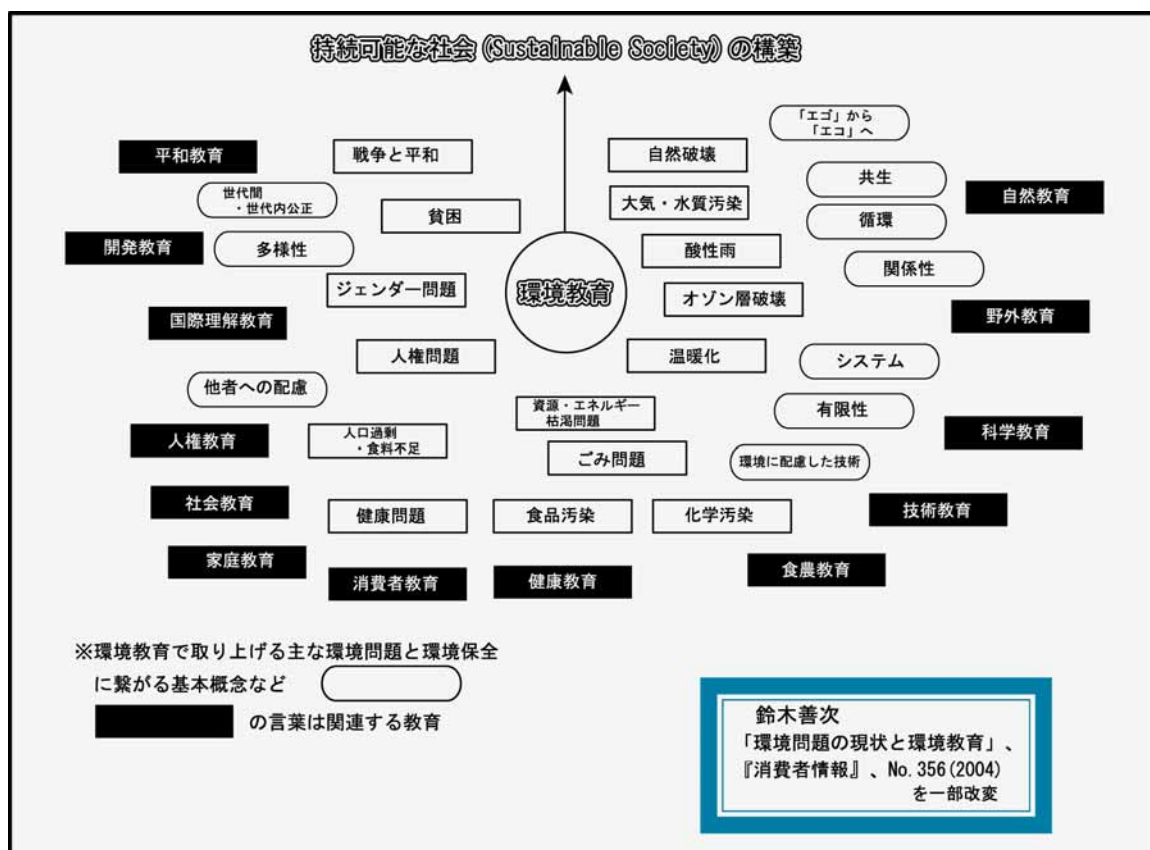 持続可能な社会 (Sustainable Society) の構築
「エゴ」から
「エコ」へ
平和教育
戦争と平和
自然破壊
共生
自然教育
世代間
・世代内公正
貧困
大気・水質汚染
循環
開発教育
多様性
酸性雨
関係性
ジェンダー問題
環境教育
オゾン層破壊
国際理解教育
野外教育
人権問題
温暖化
システム
他者への配慮
資源・エネルギー
枯渇問題
有限性
人権教育
人口過剰
・食料不足
ごみ問題
環境に配慮した技術
科学教育
社会教育
健康問題
食品汚染
化学汚染
技術教育
家庭教育
消費者教育
健康教育
食農教育
※環境教育で取り上げる主な環境問題と環境保全
に繋がる基本概念など
の言葉は関連する教育
鈴木善次
「環境問題の現状と環境教育」、
『消費者情報』、No.356(2004)
を一部改変